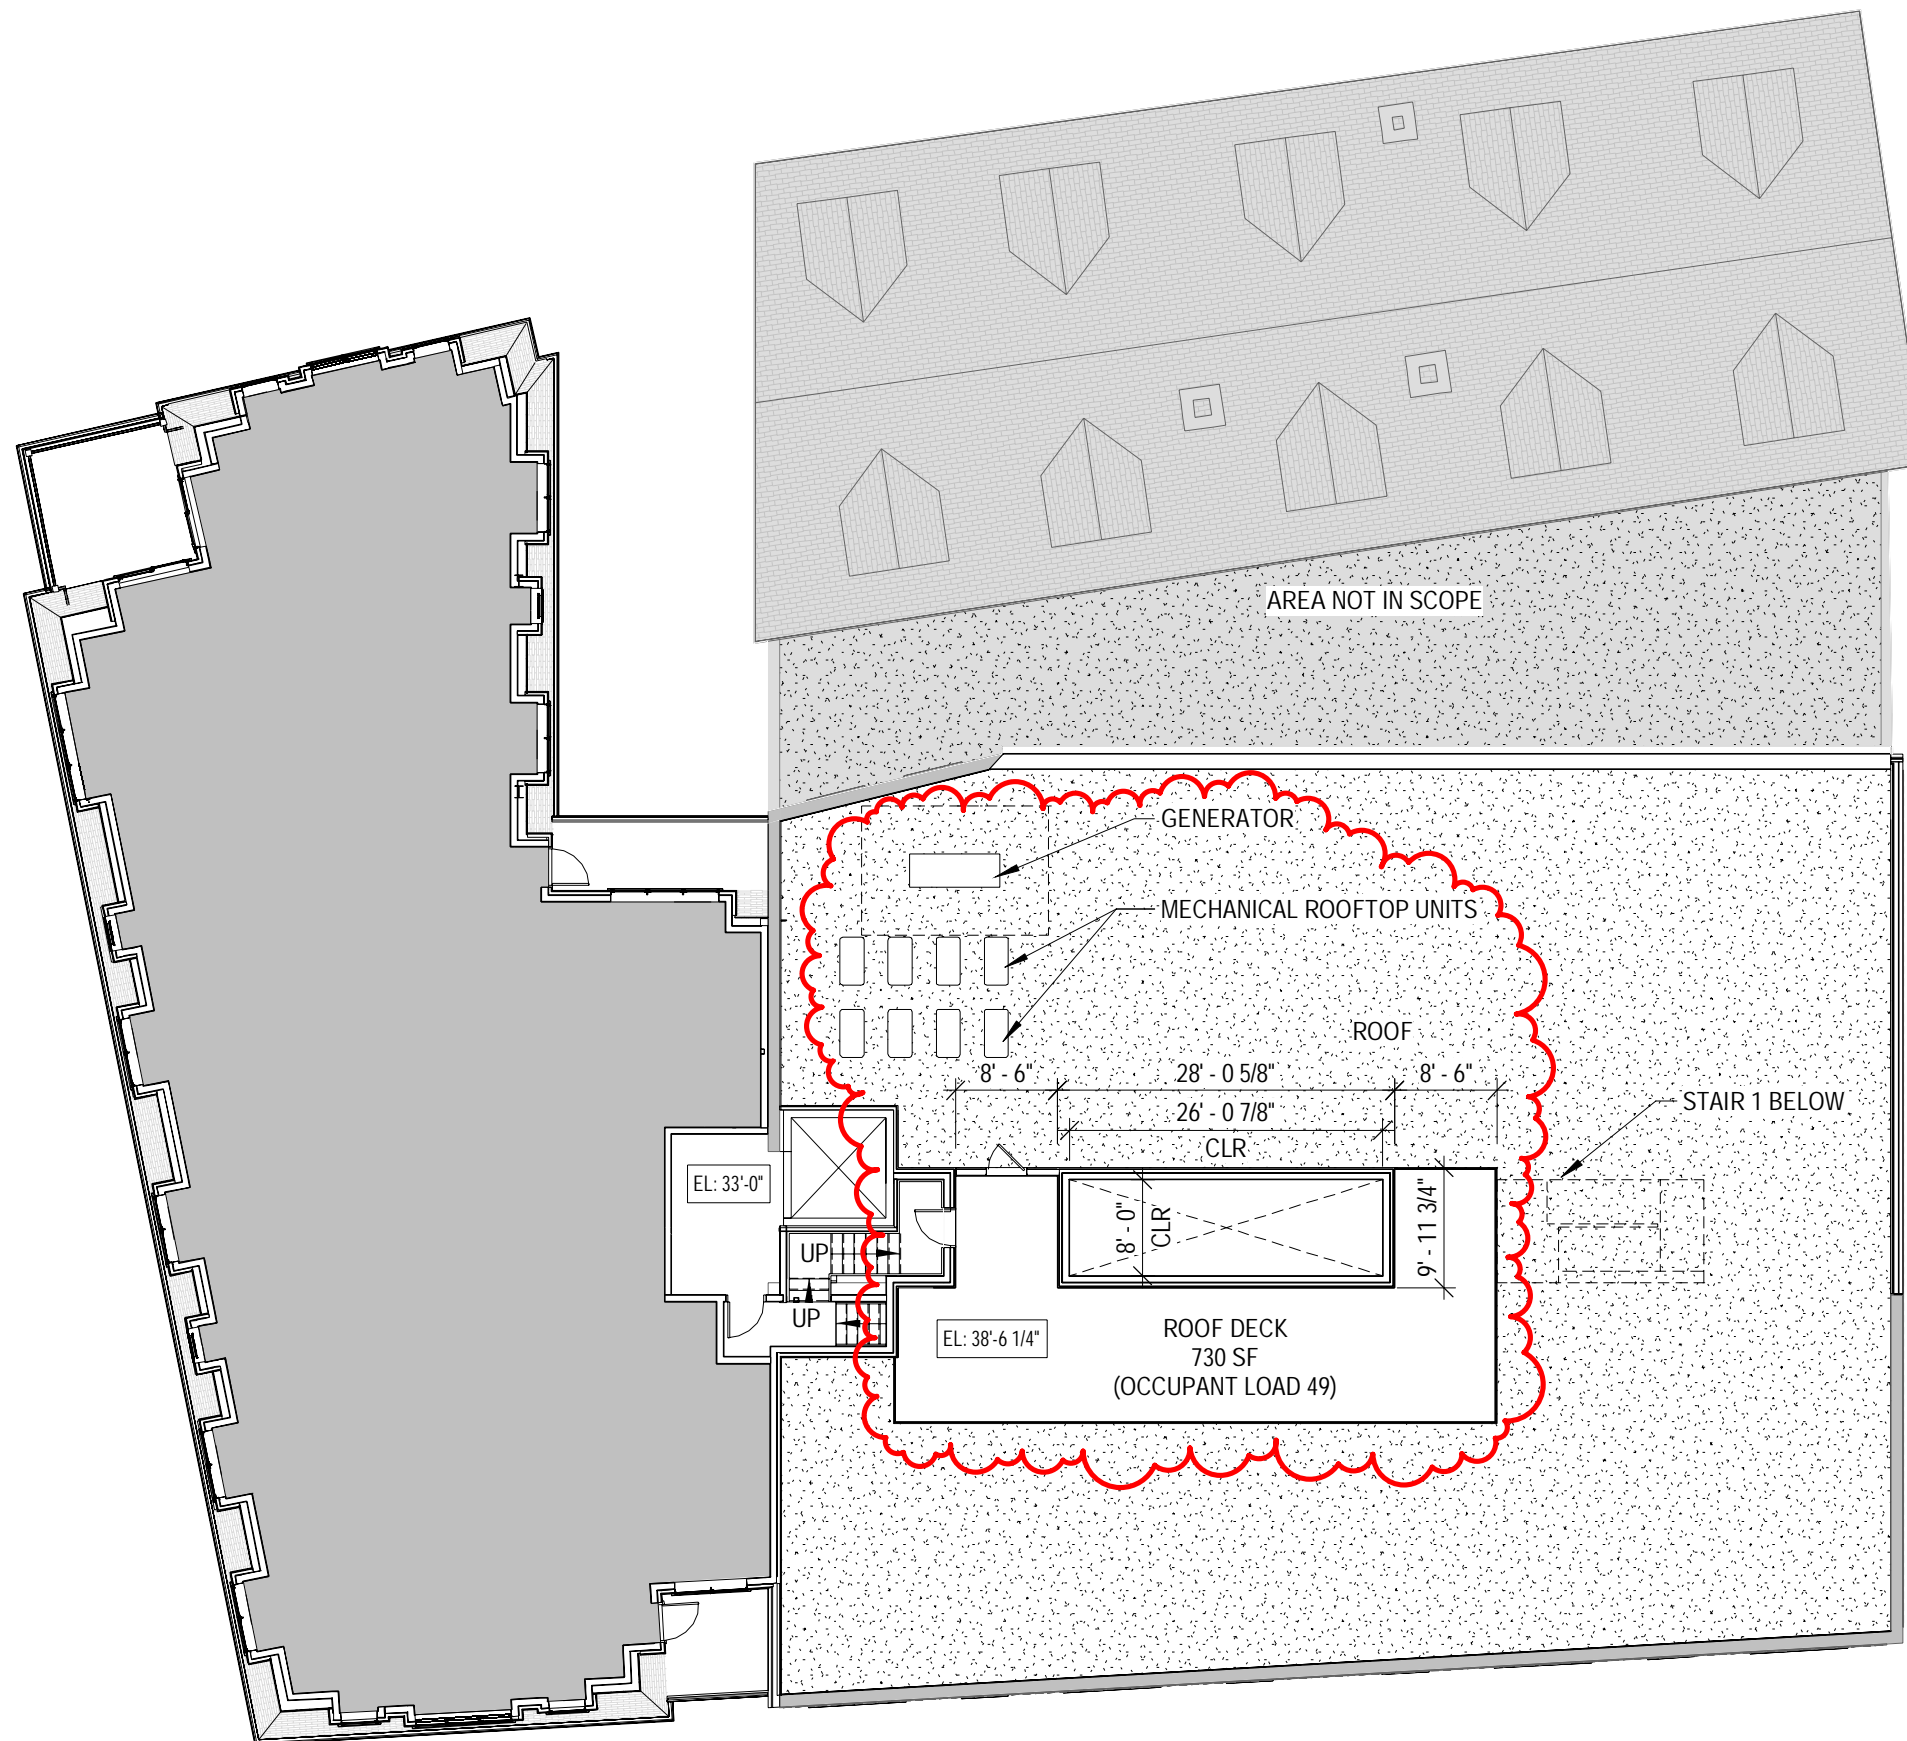 AREA NOT IN SCOPE
GENERATOR
MECHANICAL ROOFTOP UNITS
ROOF
8' - 6"
28' - 0 5/8"
8' - 6"
26' - 0 7/8"
CLR
STAIR 1 BELOW
EL: 33'-0"
8' - 0"
CLR
9' - 11 3/4"
UP
UP
EL: 38'-6 1/4"
ROOF DECK
730 SF
(OCCUPANT LOAD 49)